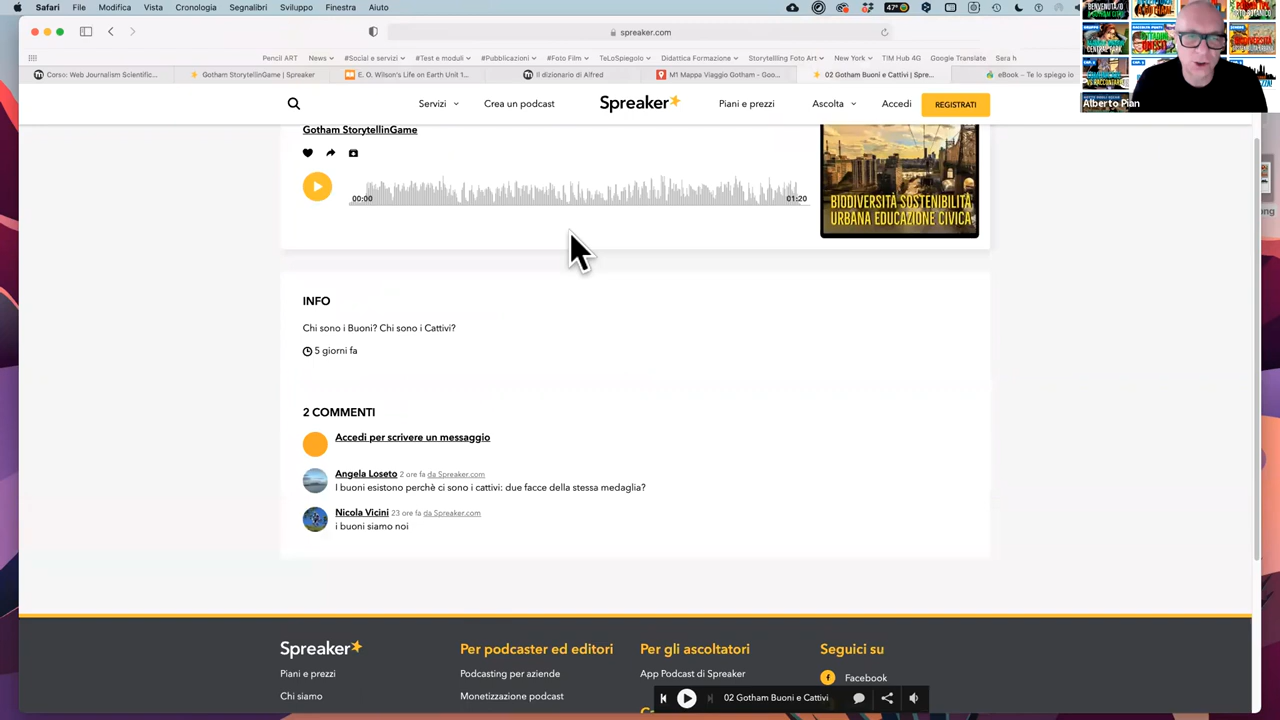 Safari File Modifica Vista Cronologia Segnalibri Sviluppo Finestra Aiuto
47°
spreaker.com
Pencil ART News #Social e servizi #Test e moduli #Pubblicazioni #Foto Film TeLoSpiegolo Didattica Formazione Storytellling Foto Art New York TIM Hub 4G Google Translate Sara h
Corso: Web Journalism Scientific... Gotham StorytellinGame | Spreaker E. O. Wilson's Life on Earth Unit 1... Il dizionario di Alfred M1 Mappa Viaggio Gotham - Goo... 02 Gotham Buoni e Cattivi | Spre... eBook – Te lo spiego io
Alberto Pian
Servizi Crea un podcast Spreaker Piani e prezzi Ascolta Accedi REGISTRATI
Gotham StorytellinGame
00:00 01:20
BIODIVERSITÀ SOSTENIBILITÀ
URBANA EDUCAZIONE CIVICA
INFO
Chi sono i Buoni? Chi sono i Cattivi?
5 giorni fa
2 COMMENTI
Accedi per scrivere un messaggio
Angela Loseto 2 ore fa da Spreaker.com
I buoni esistono perchè ci sono i cattivi: due facce della stessa medaglia?
Nicola Vicini 23 ore fa da Spreaker.com
i buoni siamo noi
Spreaker Per podcaster ed editori Per gli ascoltatori Seguici su
Piani e prezzi Podcasting per aziende App Podcast di Spreaker Facebook
Chi siamo Monetizzazione podcast 02 Gotham Buoni e Cattivi